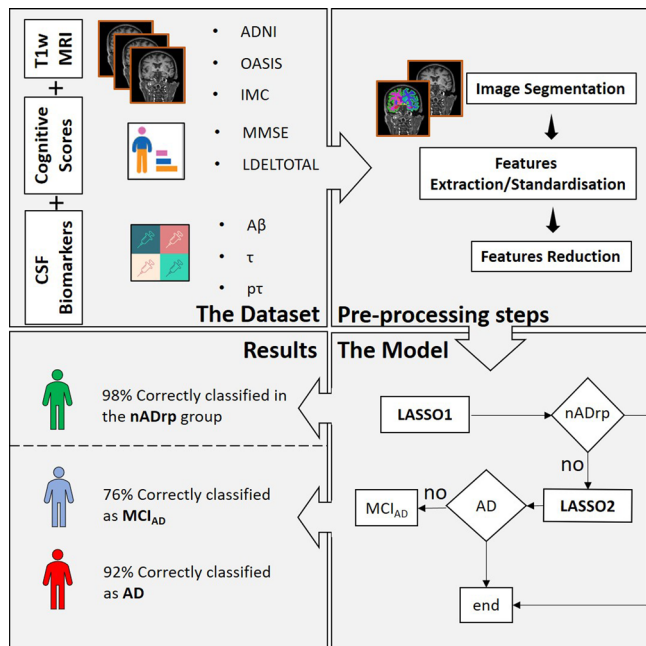 T1w
MRI
+
Cognitive
Scores
+
CSF
Biomarkers
• ADNI
• OASIS
• IMC
• MMSE
• LDELTOTAL
• Aβ
• τ
• pτ
The Dataset
Image Segmentation
Features
Extraction/Standardisation
Features Reduction
Pre-processing steps
Results
98% Correctly classified in
the nADrp group
76% Correctly classified
as MCI_AD
92% Correctly classified
as AD
The Model
LASSO1
nADrp
no
LASSO2
AD
no
MCI_AD
end